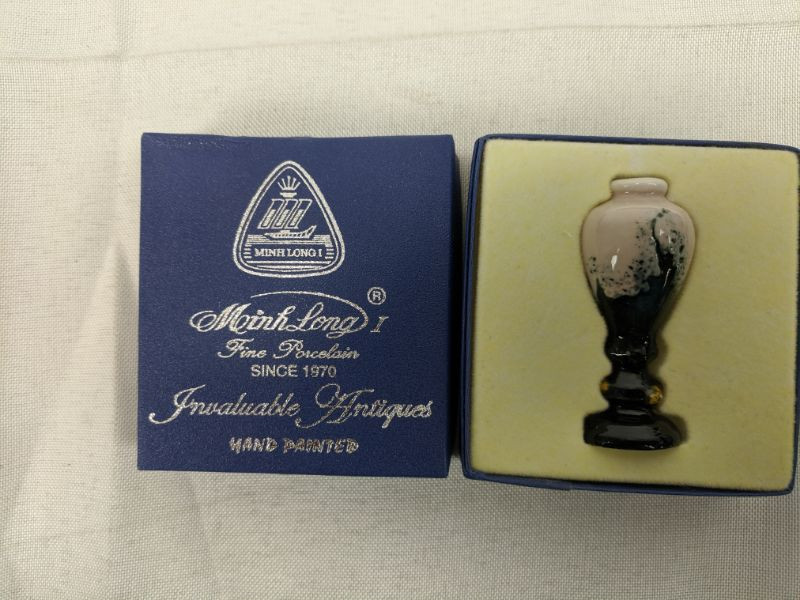 MINH LONG I
Minh Long I ®
Fine Porcelain
SINCE 1970
Invaluable Antiques
HAND PAINTED